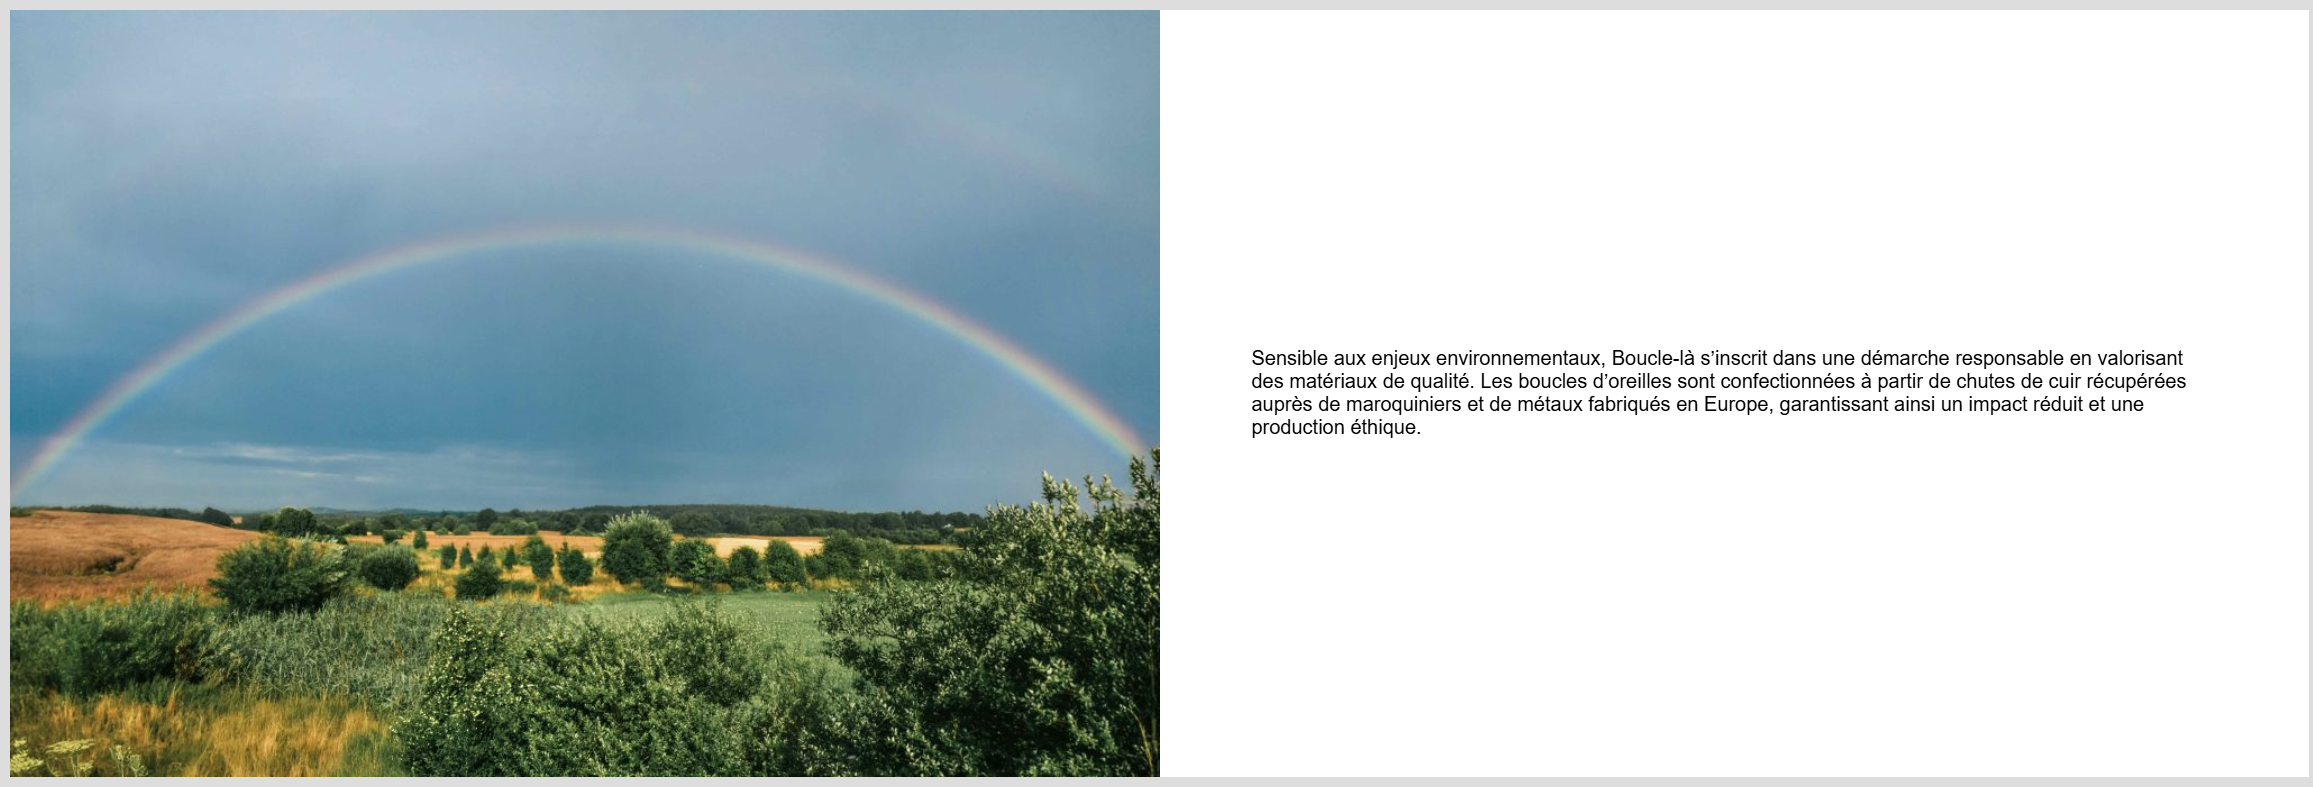 Sensible aux enjeux environnementaux, Boucle-là s’inscrit dans une démarche responsable en valorisant
des matériaux de qualité. Les boucles d’oreilles sont confectionnées à partir de chutes de cuir récupérées
auprès de maroquiniers et de métaux fabriqués en Europe, garantissant ainsi un impact réduit et une
production éthique.